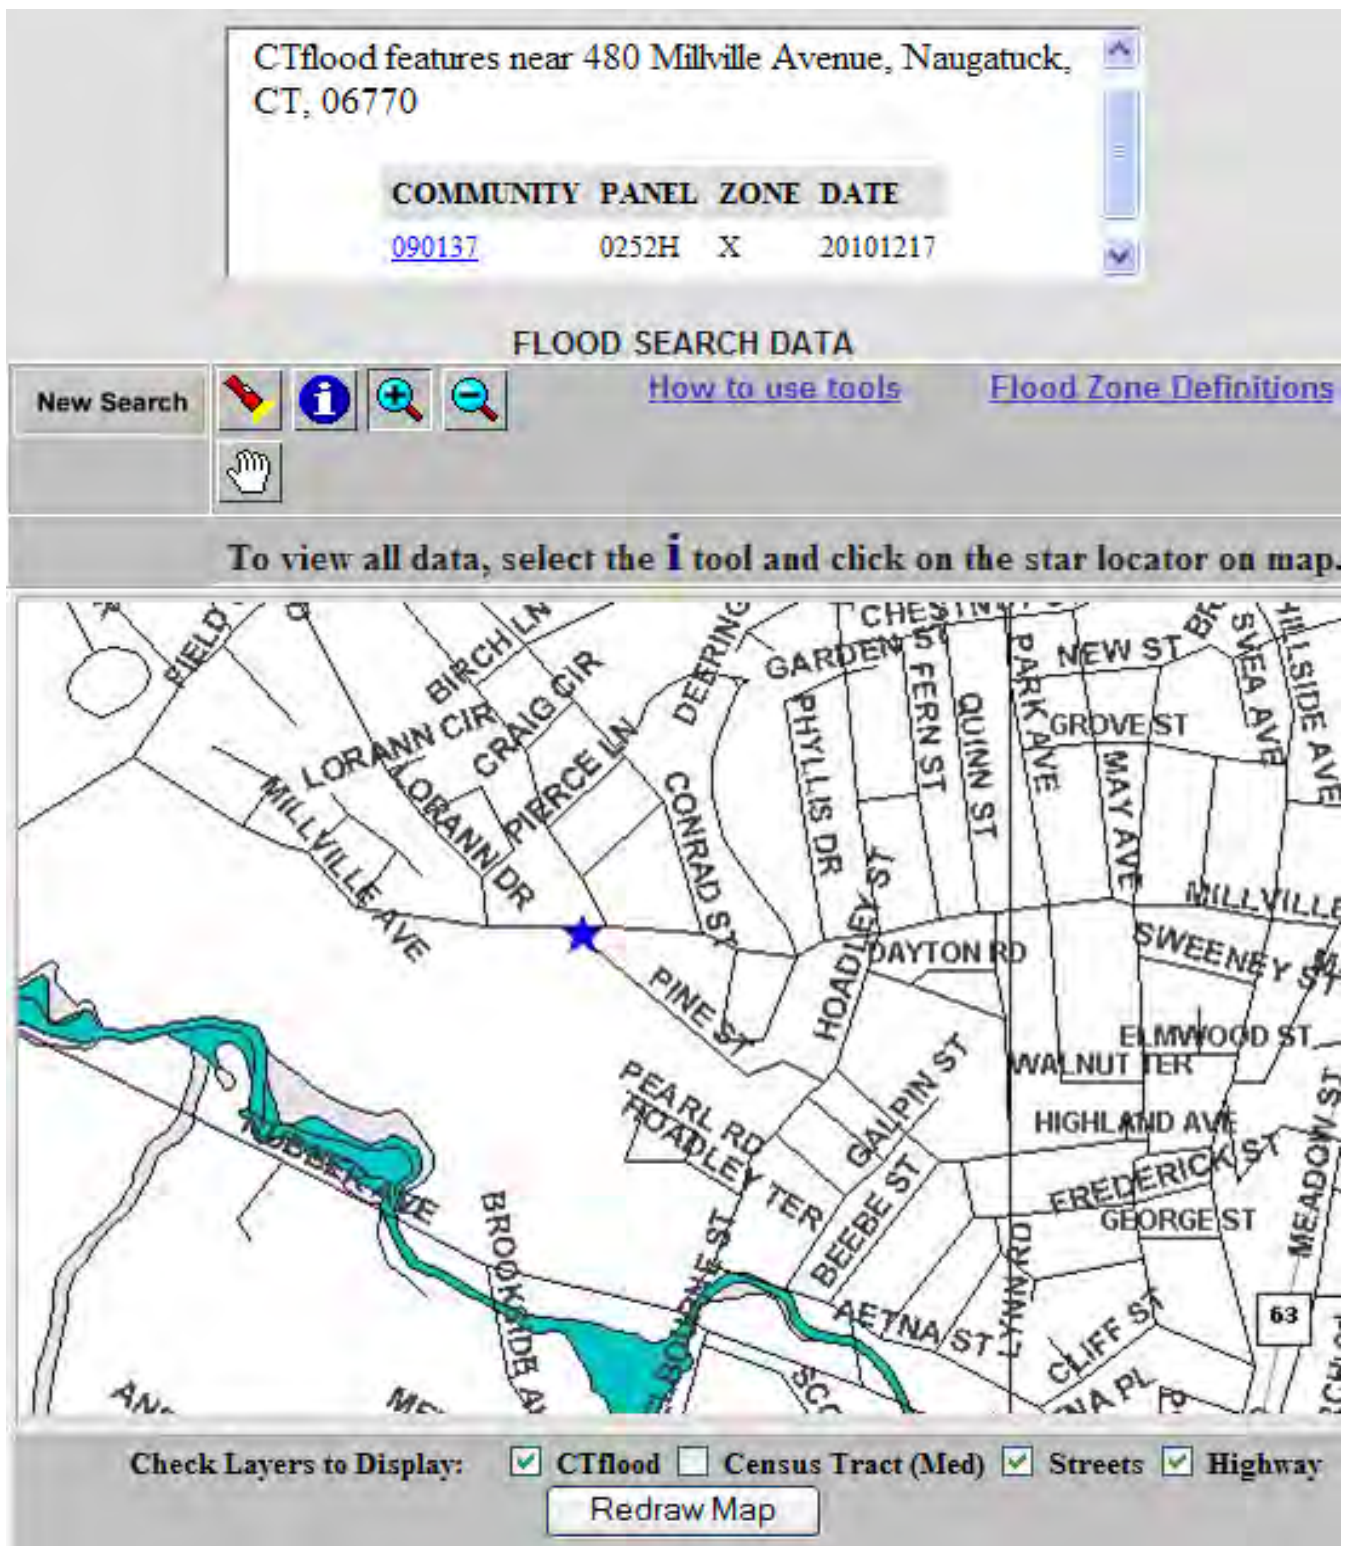 CTflood features near 480 Millville Avenue, Naugatuck,
CT, 06770
COMMUNITY PANEL ZONE DATE
090137 0252H X 20101217
FLOOD SEARCH DATA
New Search
How to use tools Flood Zone Definitions
To view all data, select the i tool and click on the star locator on map.
FIELD
BIRCH LN
LORANN CIR
CRAIG CIR
PIERCE LN
DEERING
GARDEN ST
PHYLLIS DR
FERN ST
QUINN ST
PARK AVE
NEW ST
SVEA AVE
HILLSIDE AVE
GROVE ST
MAY AVE
MILLVILLE AVE
LORANN DR
CONRAD ST
HOADLEY ST
MILLVILLE
DAYTON RD
SWEENEY ST
PINE ST
ELMWOOD ST
WALNUT TER
PEARL RD
HOADLEY TER
GALPIN ST
HIGHLAND AVE
FREDERICK ST
GEORGE ST
MEADOW ST
RUBBER AVE
BROOKSIDE AV
BEEBE ST
AETNA ST
LYNN RD
CLIFF ST
63
NA PL
Check Layers to Display: CTflood Census Tract (Med) Streets Highway
Redraw Map